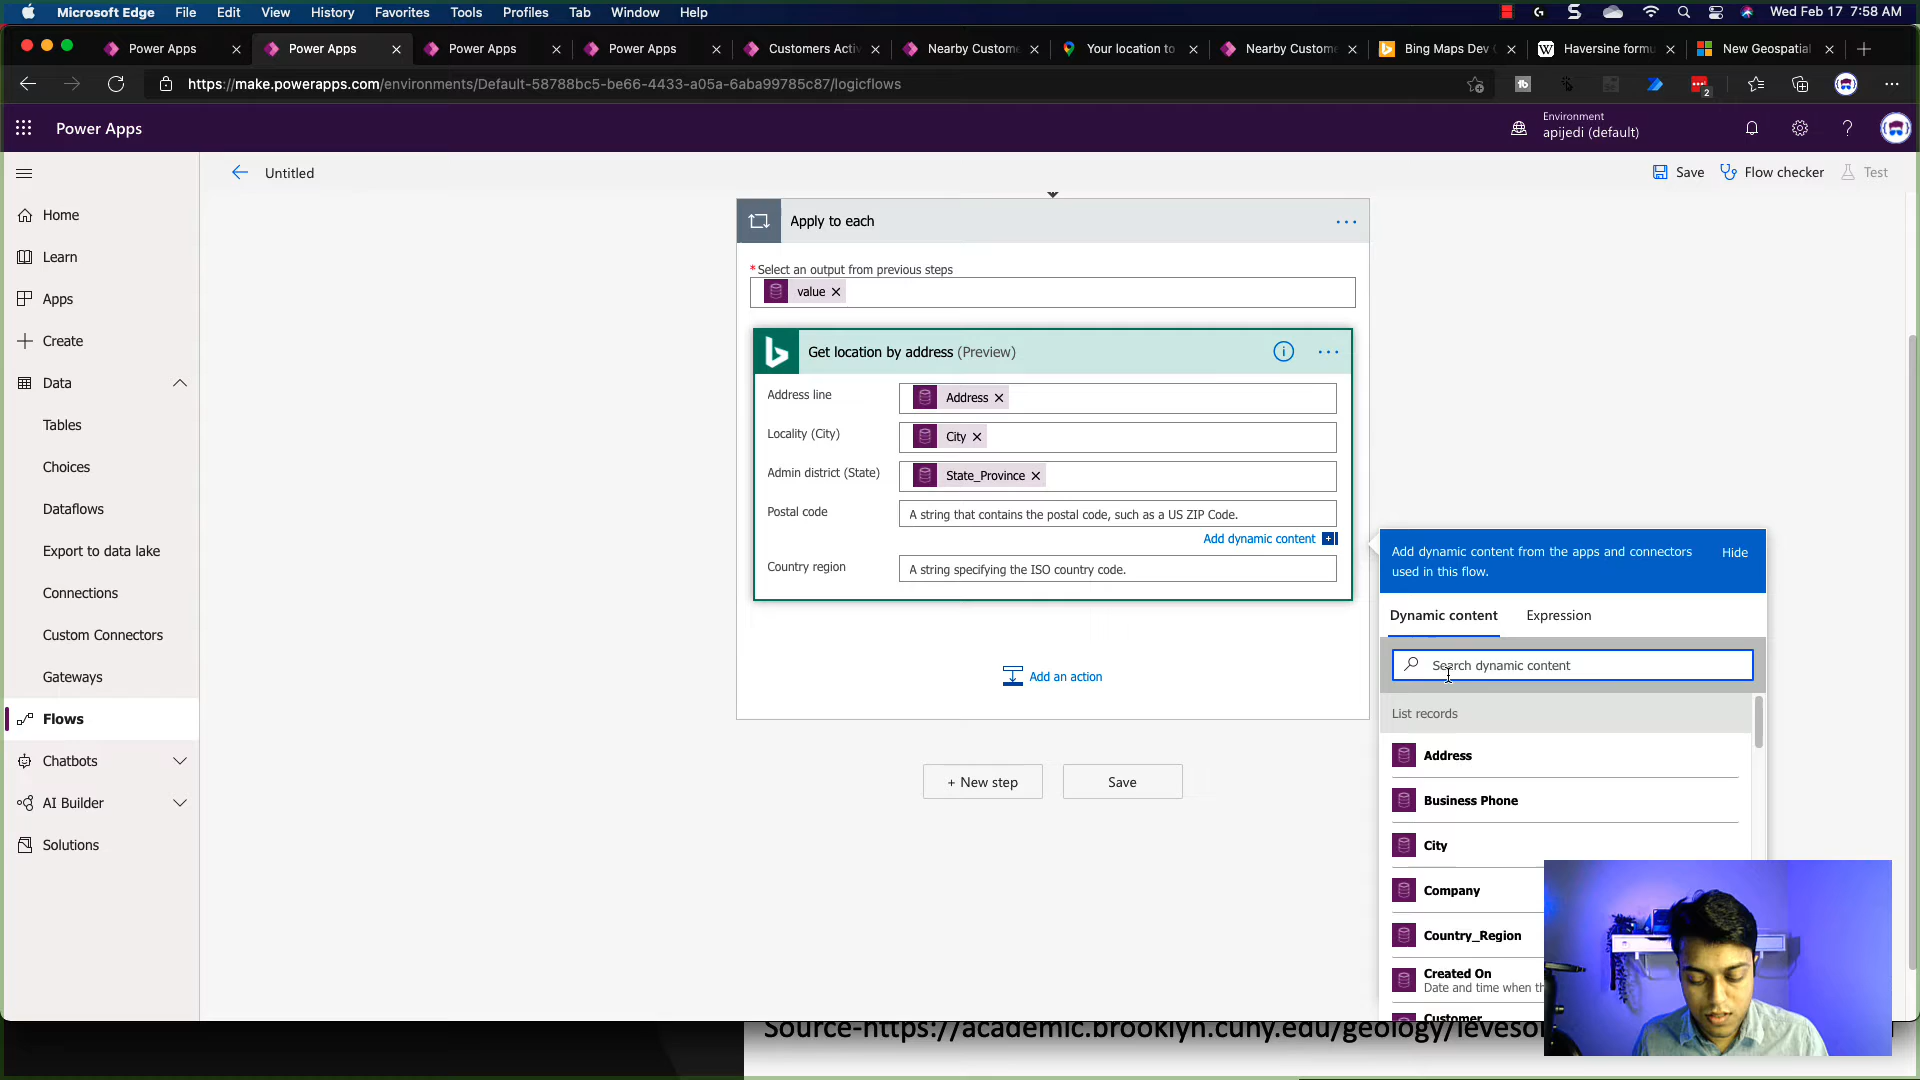 Microsoft Edge File Edit View History Favorites Tools Profiles Tab Window Help Wed Feb 17 7:58 AM
Power Apps Power Apps Power Apps Power Apps Customers Activ Nearby Custome Your location to Nearby Custome Bing Maps Dev Haversine formu New Geospatial
https://make.powerapps.com/environments/Default-58788bc5-be66-4433-a05a-6aba99785c87/logicflows
2
Power Apps
Environment
apijedi (default)
Untitled
Save Flow checker Test
Home
Learn
Apps
Create
Data
Tables
Choices
Dataflows
Export to data lake
Connections
Custom Connectors
Gateways
Flows
Chatbots
AI Builder
Solutions
Apply to each
* Select an output from previous steps
value
Get location by address (Preview)
Address line Address
Locality (City) City
Admin district (State) State_Province
Postal code A string that contains the postal code, such as a US ZIP Code.
Add dynamic content
Country region A string specifying the ISO country code.
Add an action
+ New step Save
Add dynamic content from the apps and connectors used in this flow. Hide
Dynamic content Expression
Search dynamic content
List records
Address
Business Phone
City
Company
Country_Region
Created On
Date and time when th
Customer
Source-https://academic.brooklyn.cuny.edu/geology/leveso